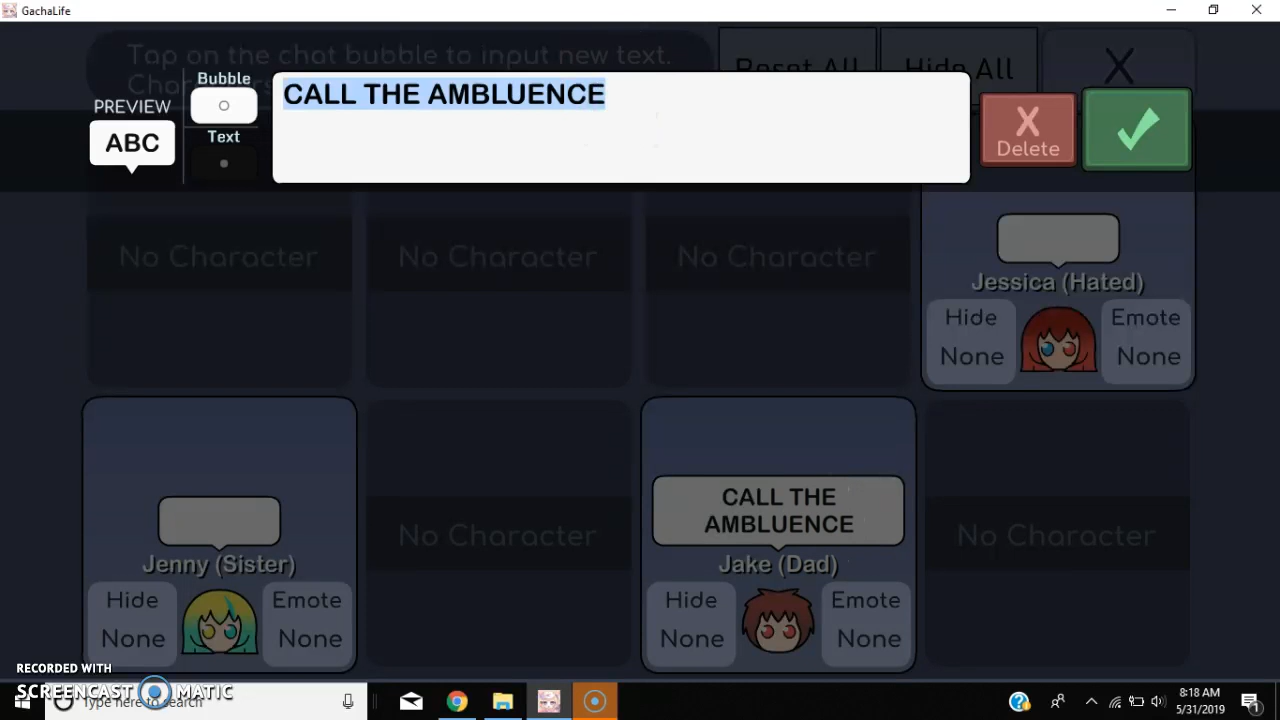 GachaLife
Tap on the chat bubble to input new text.
Reset All
Hide All
X
Bubble
PREVIEW
ABC
Text
CALL THE AMBLUENCE
X
Delete
No Character
No Character
No Character
Jessica (Hated)
Hide
None
Emote
None
CALL THE
AMBLUENCE
Jenny (Sister)
Hide
None
Emote
None
No Character
Jake (Dad)
Hide
None
Emote
None
No Character
RECORDED WITH
SCREENCAST MATIC
Type here to search
8:18 AM
5/31/2019
1